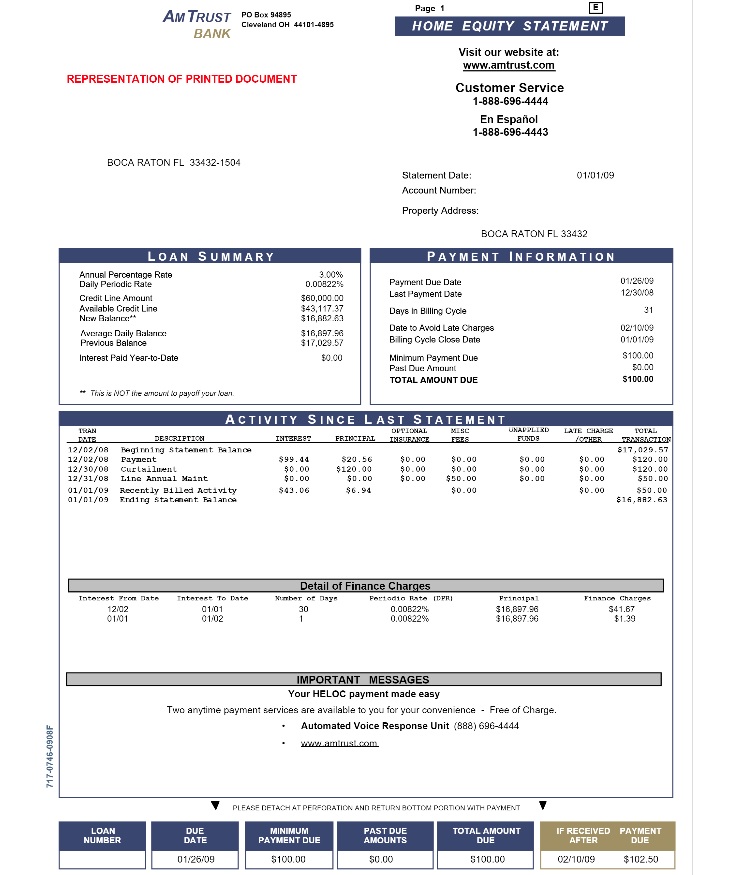 AMTRUST BANK
PO Box 94895
Cleveland OH 44101-4895
Page 1 E
HOME EQUITY STATEMENT
Visit our website at:
www.amtrust.com
REPRESENTATION OF PRINTED DOCUMENT
Customer Service
1-888-696-4444
En Español
1-888-696-4443
BOCA RATON FL 33432-1504
Statement Date: 01/01/09
Account Number:
Property Address:
BOCA RATON FL 33432
LOAN SUMMARY
Annual Percentage Rate 3.00%
Daily Periodic Rate 0.00822%
Credit Line Amount $60,000.00
Available Credit Line $43,117.37
New Balance** $16,882.63
Average Daily Balance $16,897.96
Previous Balance $17,029.57
Interest Paid Year-to-Date $0.00
** This is NOT the amount to payoff your loan.
PAYMENT INFORMATION
Payment Due Date 01/26/09
Last Payment Date 12/30/08
Days in Billing Cycle 31
Date to Avoid Late Charges 02/10/09
Billing Cycle Close Date 01/01/09
Minimum Payment Due $100.00
Past Due Amount $0.00
TOTAL AMOUNT DUE $100.00
ACTIVITY SINCE LAST STATEMENT
TRAN DATE DESCRIPTION INTEREST PRINCIPAL OPTIONAL INSURANCE MISC FEES UNAPPLIED FUNDS LATE CHARGE /OTHER TOTAL TRANSACTION
12/02/08 Beginning Statement Balance $17,029.57
12/02/08 Payment $99.44 $20.56 $0.00 $0.00 $0.00 $0.00 $120.00
12/30/08 Curtailment $0.00 $120.00 $0.00 $0.00 $0.00 $0.00 $120.00
12/31/08 Line Annual Maint $0.00 $0.00 $0.00 $50.00 $0.00 $0.00 $50.00
01/01/09 Recently Billed Activity $43.06 $6.94 $0.00 $0.00 $50.00
01/01/09 Ending Statement Balance $16,882.63
Detail of Finance Charges
Interest From Date Interest To Date Number of Days Periodic Rate (DPR) Principal Finance Charges
12/02 01/01 30 0.00822% $16,897.96 $41.67
01/01 01/02 1 0.00822% $16,897.96 $1.39
IMPORTANT MESSAGES
Your HELOC payment made easy
Two anytime payment services are available to you for your convenience - Free of Charge.
• Automated Voice Response Unit (888) 696-4444
• www.amtrust.com
717-0746-0908F
PLEASE DETACH AT PERFORATION AND RETURN BOTTOM PORTION WITH PAYMENT
LOAN NUMBER
DUE DATE 01/26/09
MINIMUM PAYMENT DUE $100.00
PAST DUE AMOUNTS $0.00
TOTAL AMOUNT DUE $100.00
IF RECEIVED AFTER 02/10/09
PAYMENT DUE $102.50